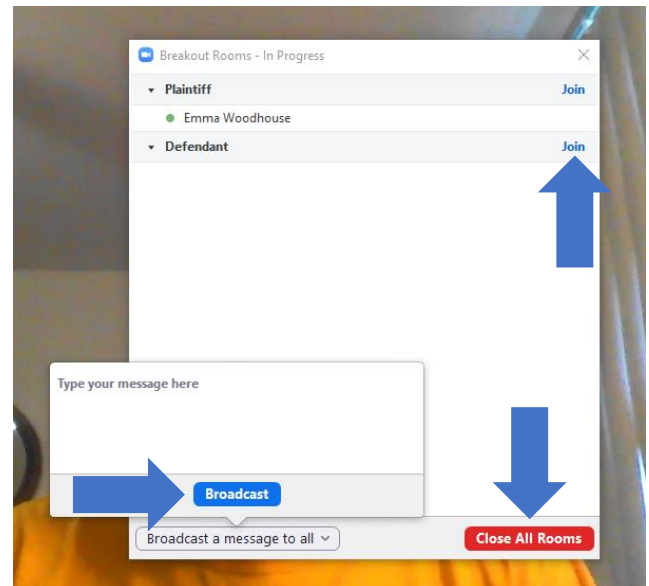 Breakout Rooms - In Progress
Plaintiff Join
Emma Woodhouse
Defendant Join
Type your message here
Broadcast
Broadcast a message to all
Close All Rooms